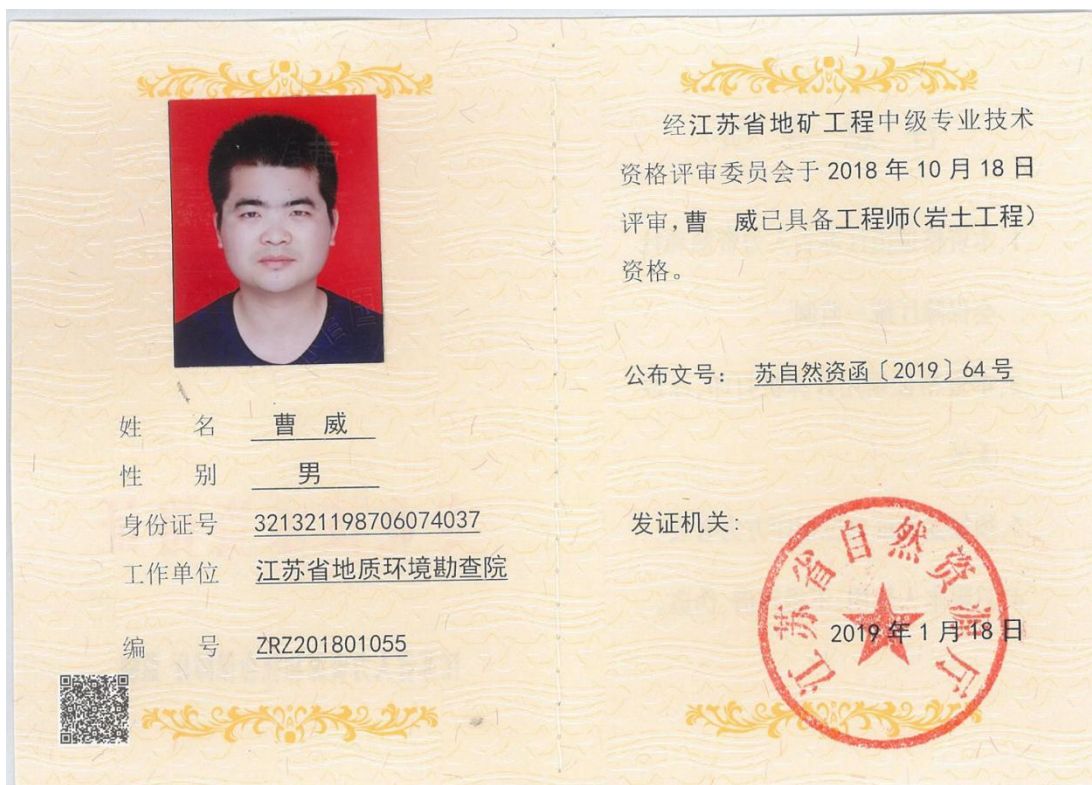 姓 名 曹 威
性 别 男
身份证号 321321198706074037
工作单位 江苏省地质环境勘查院
编 号 ZRZ201801055
经江苏省地矿工程中级专业技术
资格评审委员会于2018年10月18日
评审,曹 威已具备工程师(岩土工程)
资格。
公布文号: 苏自然资函〔2019〕64号
发证机关:
江苏省自然资源厅
2019年1月18日